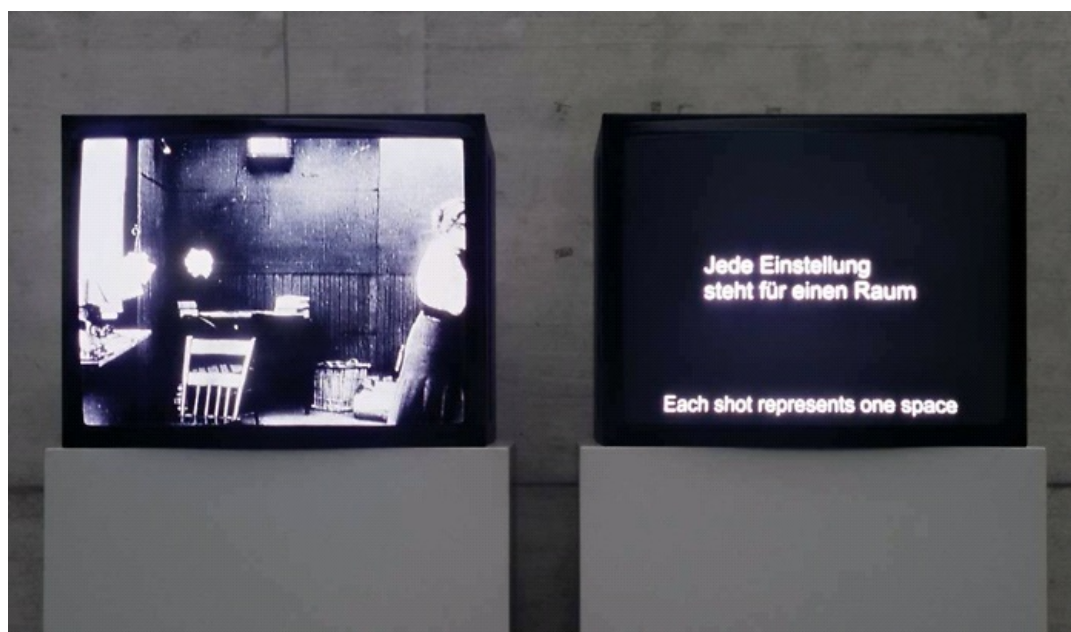 Jede Einstellung
steht für einen Raum
Each shot represents one space